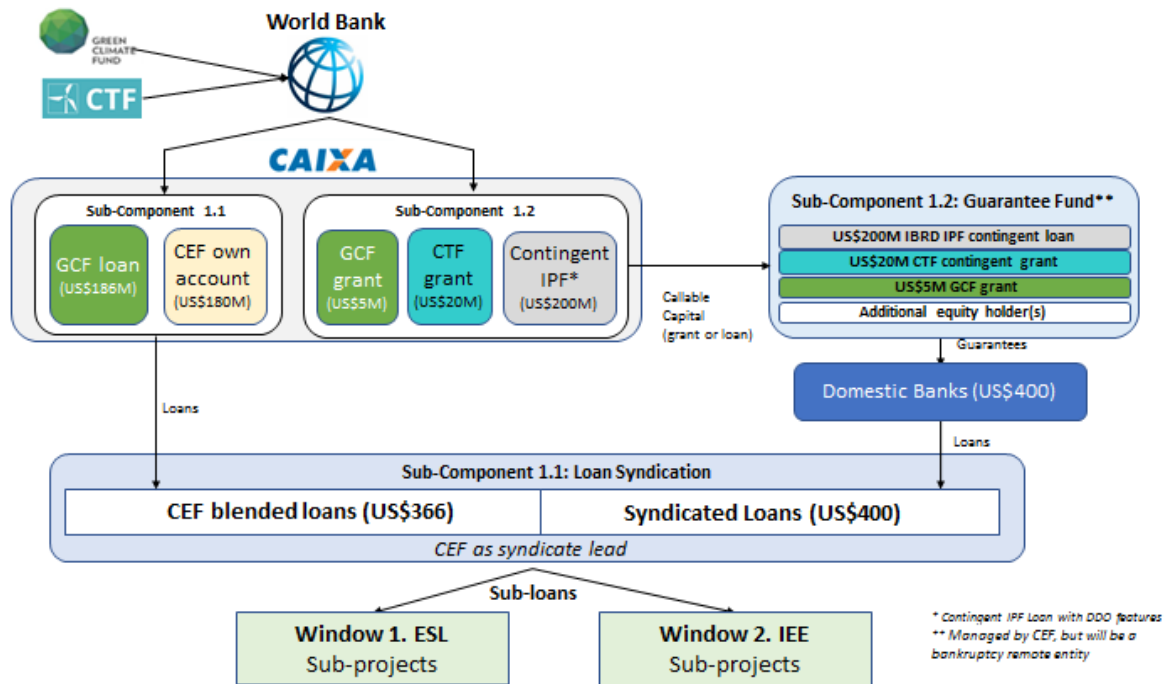 World Bank
GREEN
CLIMATE
FUND
CTF
CAIXA
Sub-Component 1.1
GCF loan
(US$186M)
CEF own
account
(US$180M)
Sub-Component 1.2
GCF
grant
(US$5M)
CTF
grant
(US$20M)
Contingent
IPF*
(US$200M)
Callable
Capital
(grant or loan)
Sub-Component 1.2: Guarantee Fund**
US$200M IBRD IPF contingent loan
US$20M CTF contingent grant
US$5M GCF grant
Additional equity holder(s)
Guarantees
Domestic Banks (US$400)
Loans
Loans
Sub-Component 1.1: Loan Syndication
CEF blended loans (US$366)
Syndicated Loans (US$400)
CEF as syndicate lead
Sub-loans
Window 1. ESL
Sub-projects
Window 2. IEE
Sub-projects
* Contingent IPF Loan with DDO features
** Managed by CEF, but will be a
bankruptcy remote entity